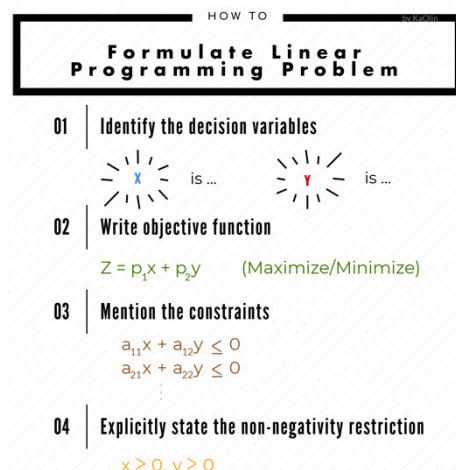 HOW TO
by KaOlin
Formulate Linear
Programming Problem
01 Identify the decision variables
X is ... Y is ...
02 Write objective function
Z = p₁x + p₂y (Maximize/Minimize)
03 Mention the constraints
a₁₁x + a₁₂y ≤ 0
a₂₁x + a₂₂y ≤ 0
⋮
04 Explicitly state the non-negativity restriction
x ≥ 0, y ≥ 0